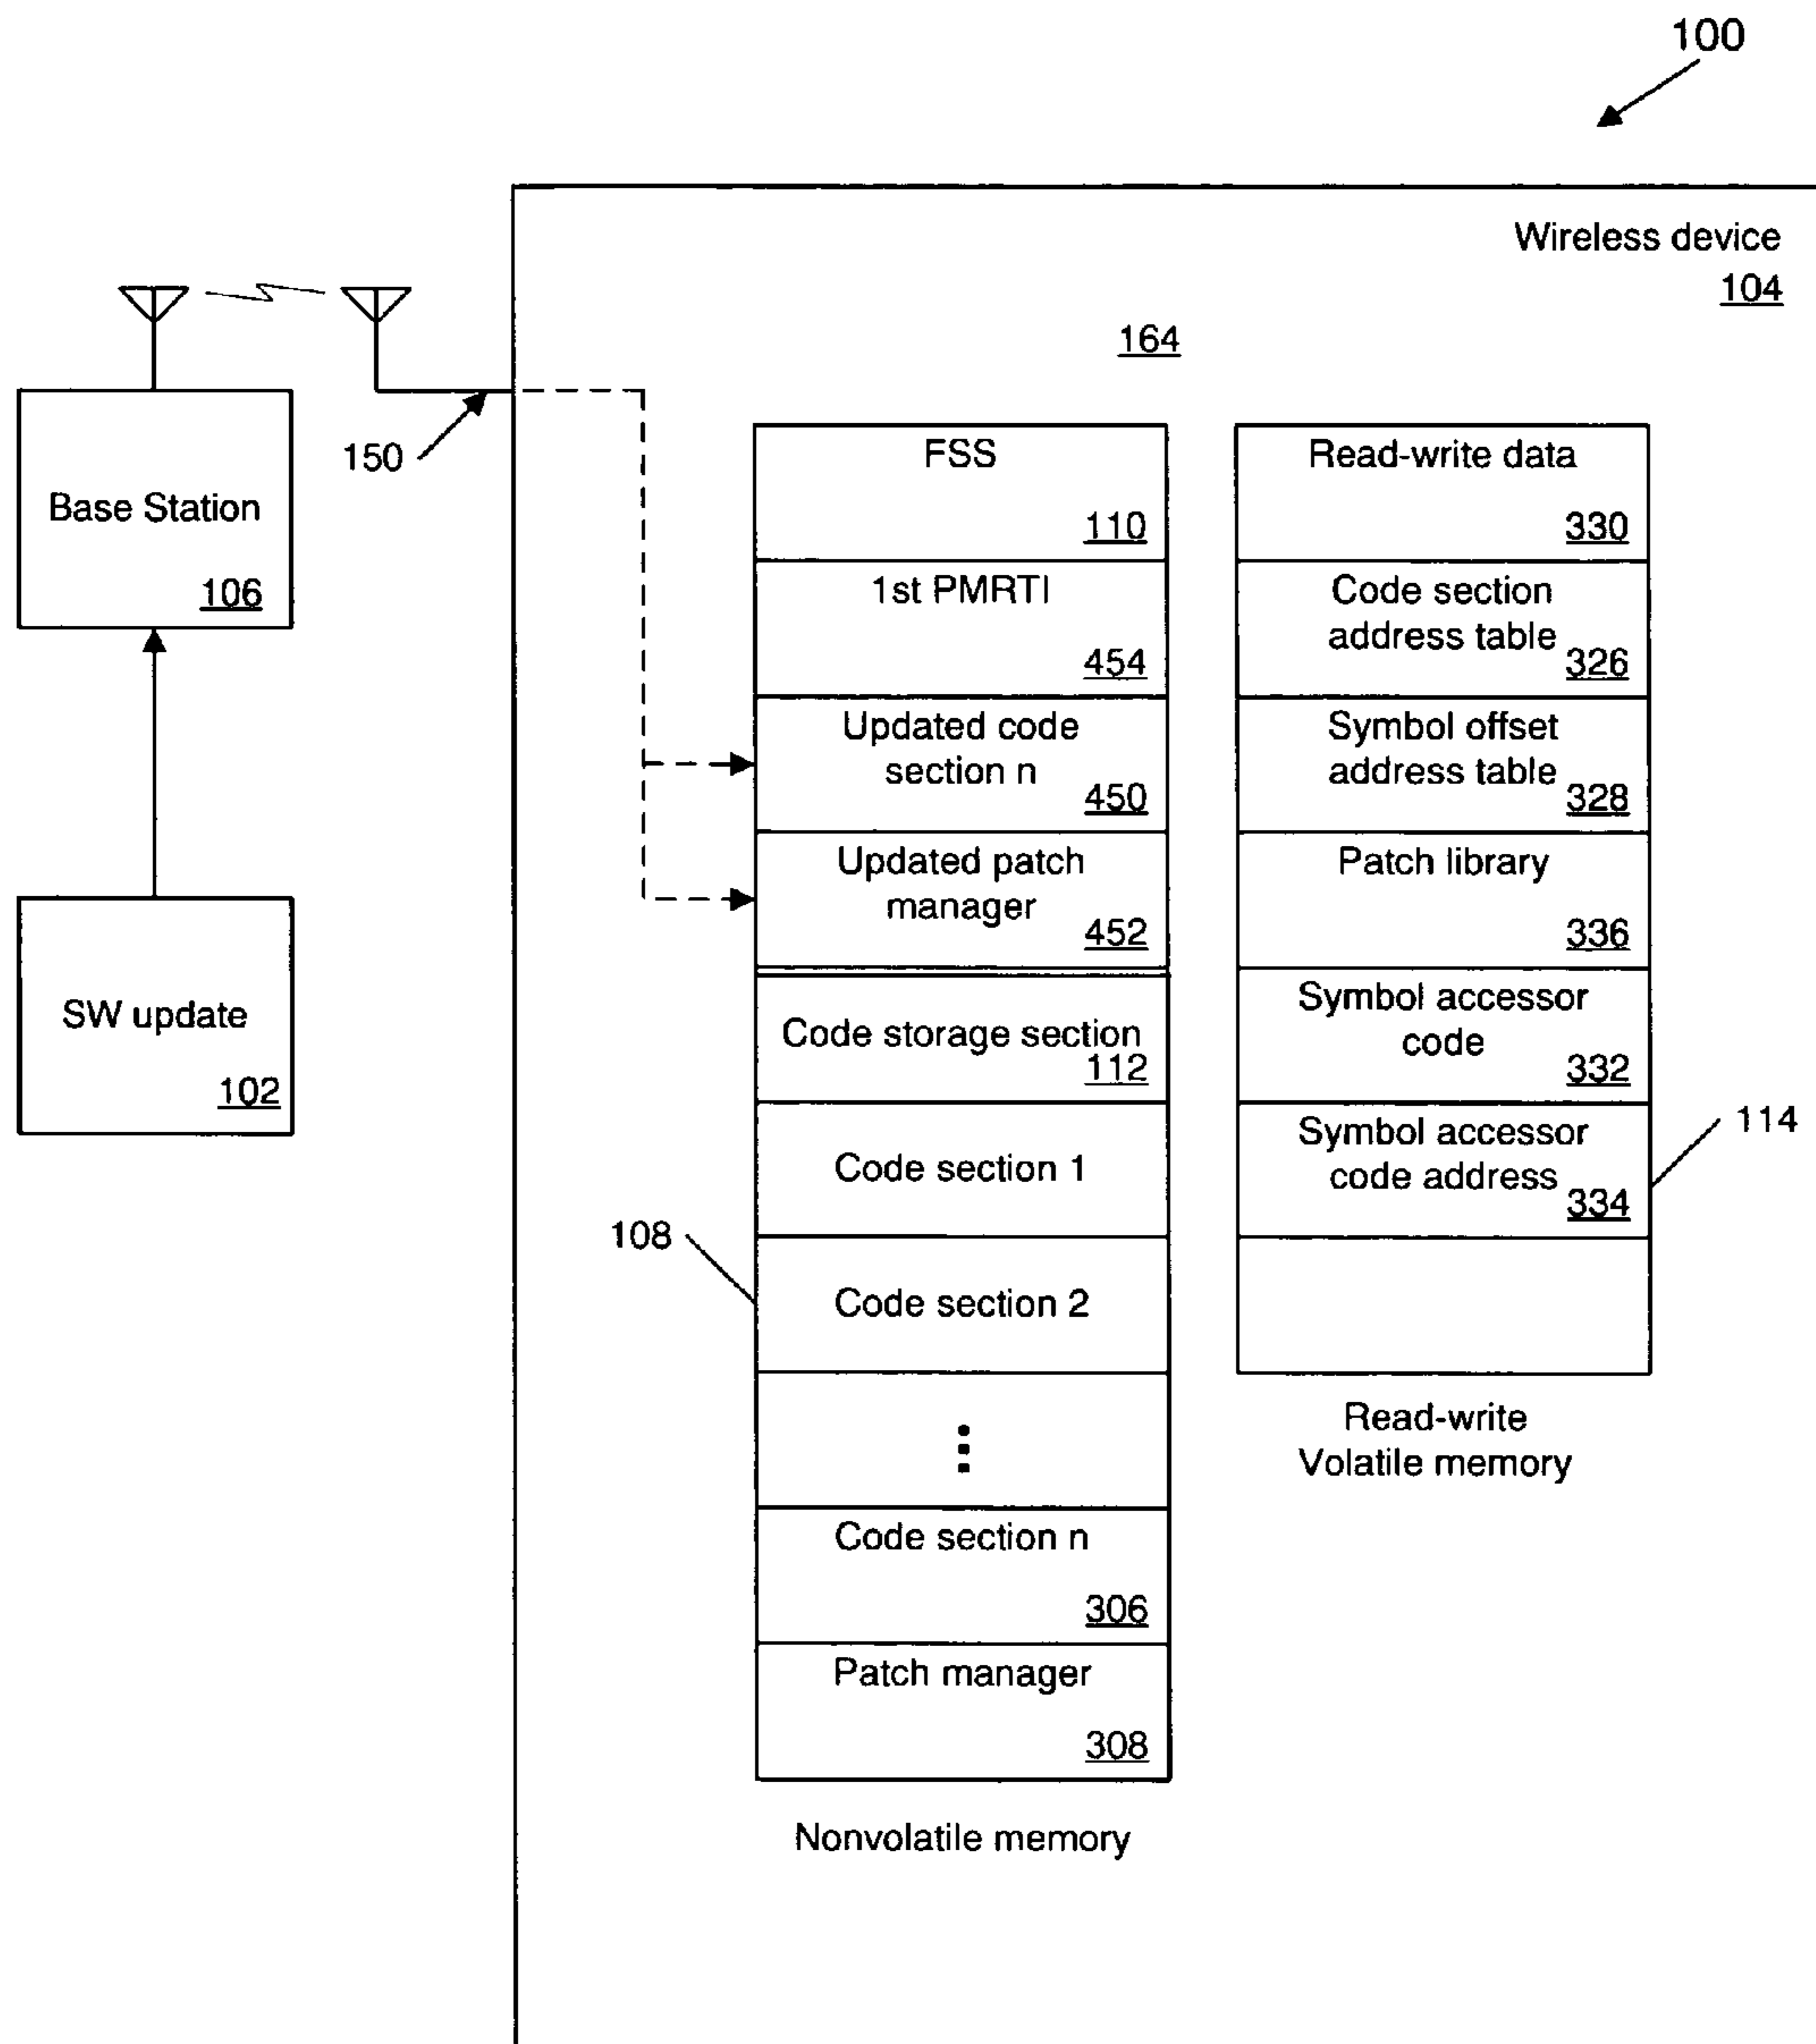 100
Wireless device
104
164
150
Base Station
106
SW update
102
FSS
110
1st PMRTI
454
Updated code
section n
450
Updated patch
manager
452
Code storage section
112
Code section 1
108
Code section 2
Code section n
306
Patch manager
308
Nonvolatile memory
Read-write data
330
Code section
address table
326
Symbol offset
address table
328
Patch library
336
Symbol accessor
code
332
Symbol accessor
code address
334
114
Read-write
Volatile memory